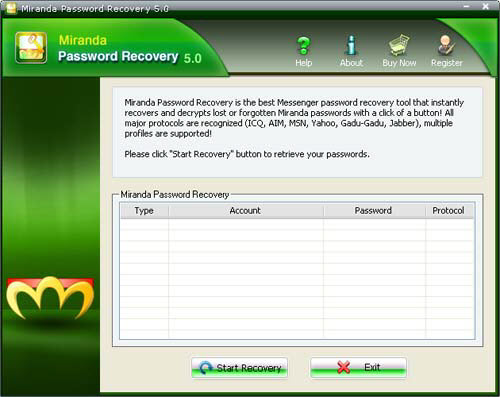 Miranda Password Recovery 5.0
Miranda
Password Recovery 5.0
Help
About
Buy Now
Register
Miranda Password Recovery is the best Messenger password recovery tool that instantly
recovers and decrypts lost or forgotten Miranda passwords with a click of a button! All
major protocols are recognized (ICQ, AIM, MSN, Yahoo, Gadu-Gadu, Jabber), multiple
profiles are supported!
Please click "Start Recovery" button to retrieve your passwords.
Miranda Password Recovery
Type Account Password Protocol
Start Recovery
Exit